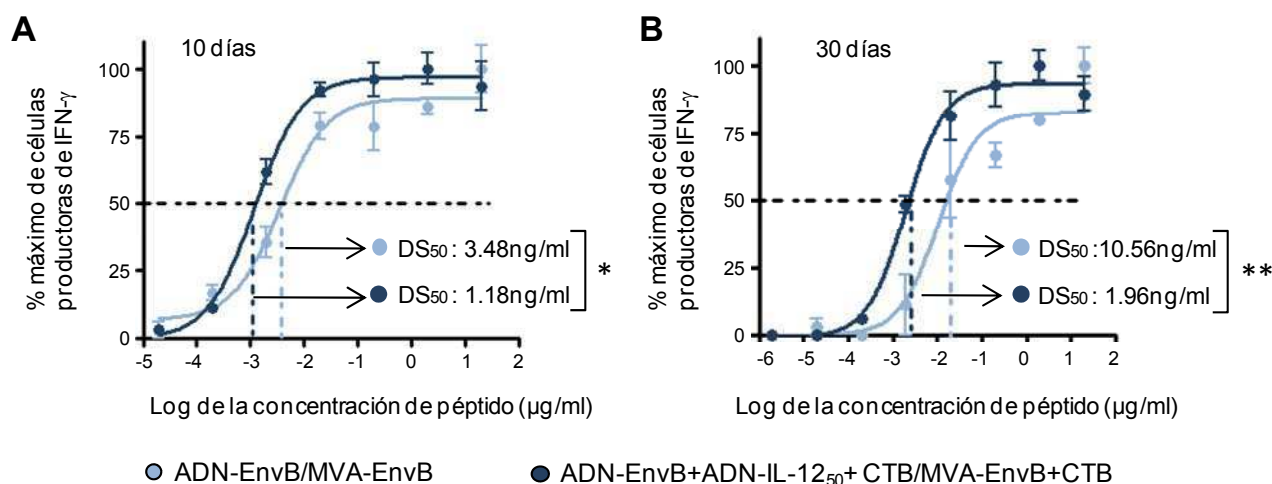 A
10 días
% máximo de células
productoras de IFN-γ
100
75
50
25
0
DS50 : 3.48ng/ml
DS50 : 1.18ng/ml
*
-5 -4 -3 -2 -1 0 1 2
Log de la concentración de péptido (µg/ml)
B
30 días
% máximo de células
productoras de IFN-γ
100
75
50
25
0
DS50 : 10.56ng/ml
DS50 : 1.96ng/ml
**
-6 -5 -4 -3 -2 -1 0 1 2
Log de la concentración de péptido (µg/ml)
ADN-EnvB/MVA-EnvB
ADN-EnvB+ADN-IL-1250+ CTB/MVA-EnvB+CTB